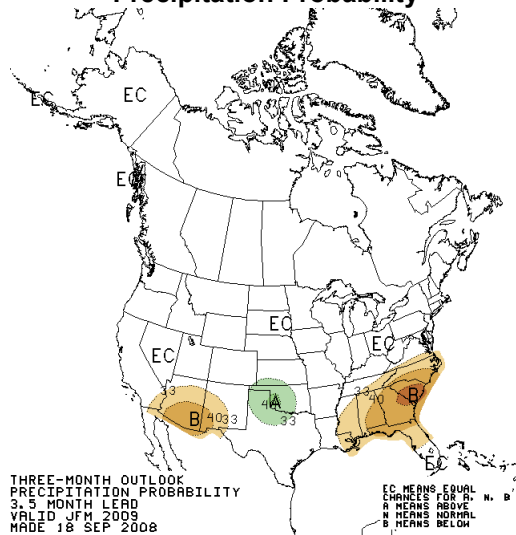 Precipitation Probability
EC
EC
EC
EC
EC
EC
33
33
40
B
40
33
40
A
33
B
EC
THREE-MONTH OUTLOOK
PRECIPITATION PROBABILITY
3.5 MONTH LEAD
VALID JFM 2009
MADE 18 SEP 2008
EC MEANS EQUAL
CHANCES FOR A, N, B
A MEANS ABOVE
N MEANS NORMAL
B MEANS BELOW